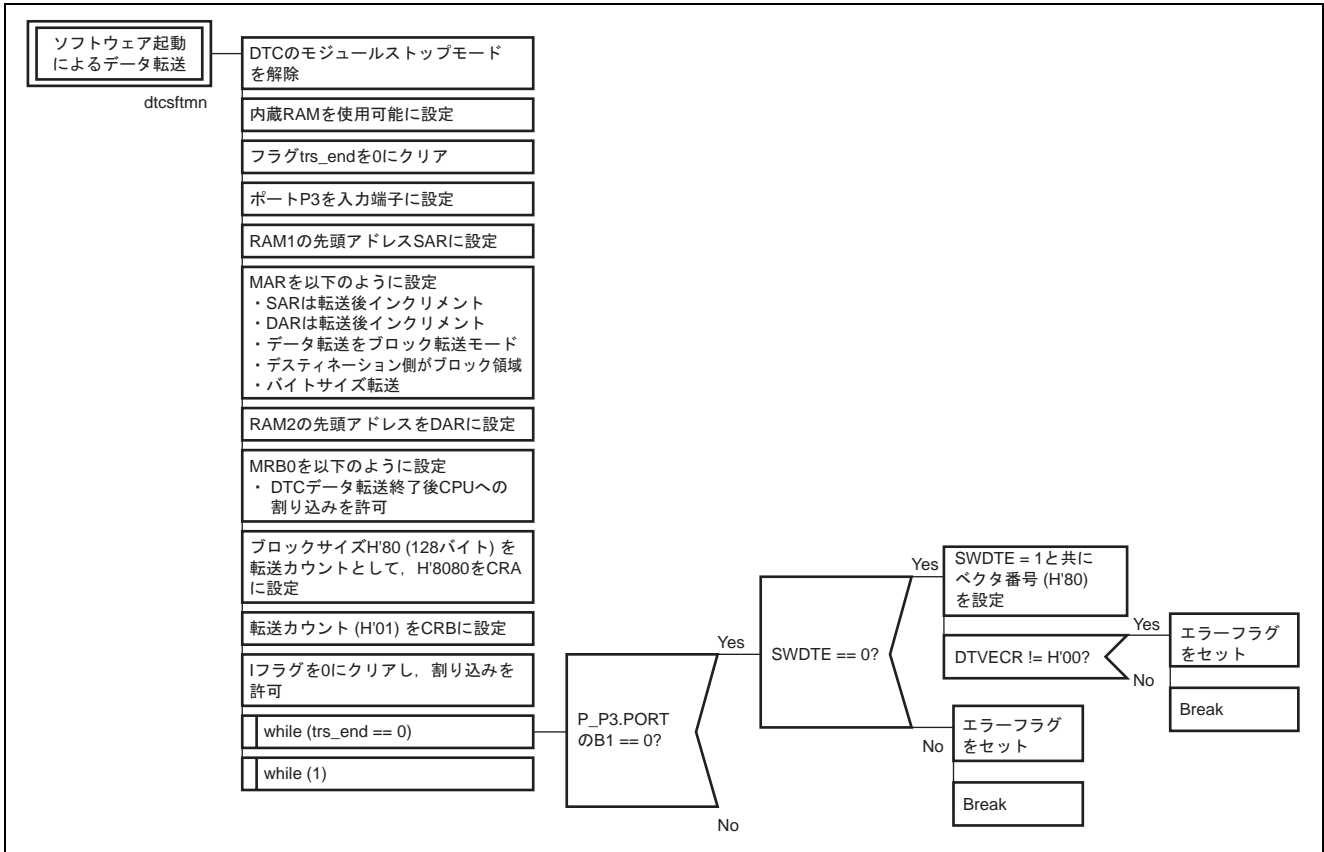 ソフトウェア起動
によるデータ転送
dtcsftmn
DTCのモジュールストップモード
を解除
内蔵RAMを使用可能に設定
フラグtrs_endを0にクリア
ポートP3を入力端子に設定
RAM1の先頭アドレスSARに設定
MARを以下のように設定
・SARは転送後インクリメント
・DARは転送後インクリメント
・データ転送をブロック転送モード
・デスティネーション側がブロック領域
・バイトサイズ転送
RAM2の先頭アドレスをDARに設定
MRB0を以下のように設定
・ DTCデータ転送終了後CPUへの
割り込みを許可
ブロックサイズH'80 (128バイト) を
転送カウントとして，H'8080をCRA
に設定
転送カウント (H'01) をCRBに設定
Iフラグを0にクリアし，割り込みを
許可
while (trs_end == 0)
while (1)
P_P3.PORT
のB1 == 0?
Yes
No
SWDTE == 0?
Yes
No
SWDTE = 1と共に
ベクタ番号 (H'80)
を設定
DTVECR != H'00?
Yes
No
エラーフラグ
をセット
Break
エラーフラグ
をセット
Break